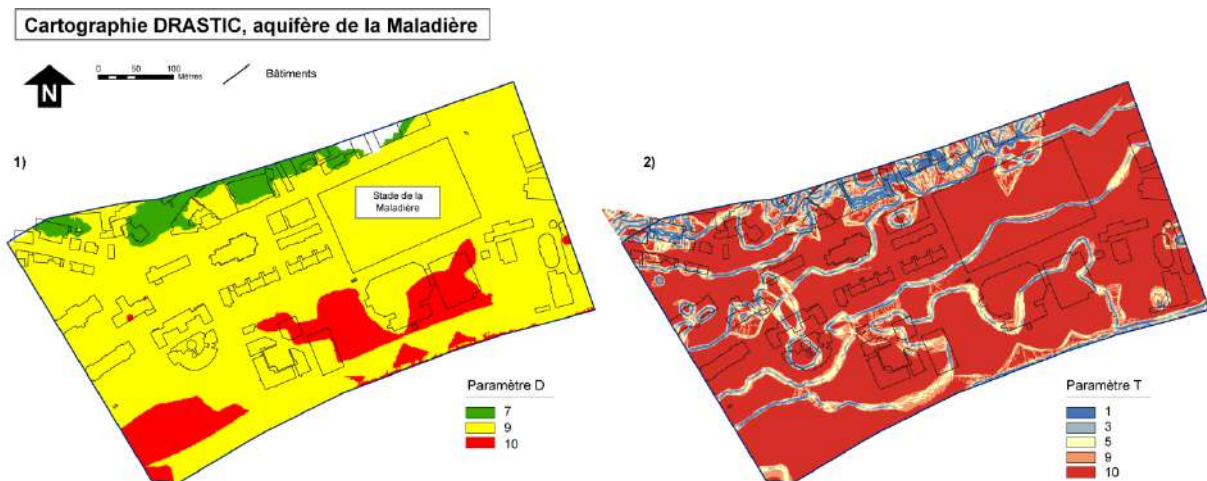 Cartographie DRASTIC, aquifère de la Maladière
0 50 100
Mètres
Bâtiments
N
1)
2)
Stade de la
Maladière
Paramètre D
7
9
10
Paramètre T
1
3
5
9
10